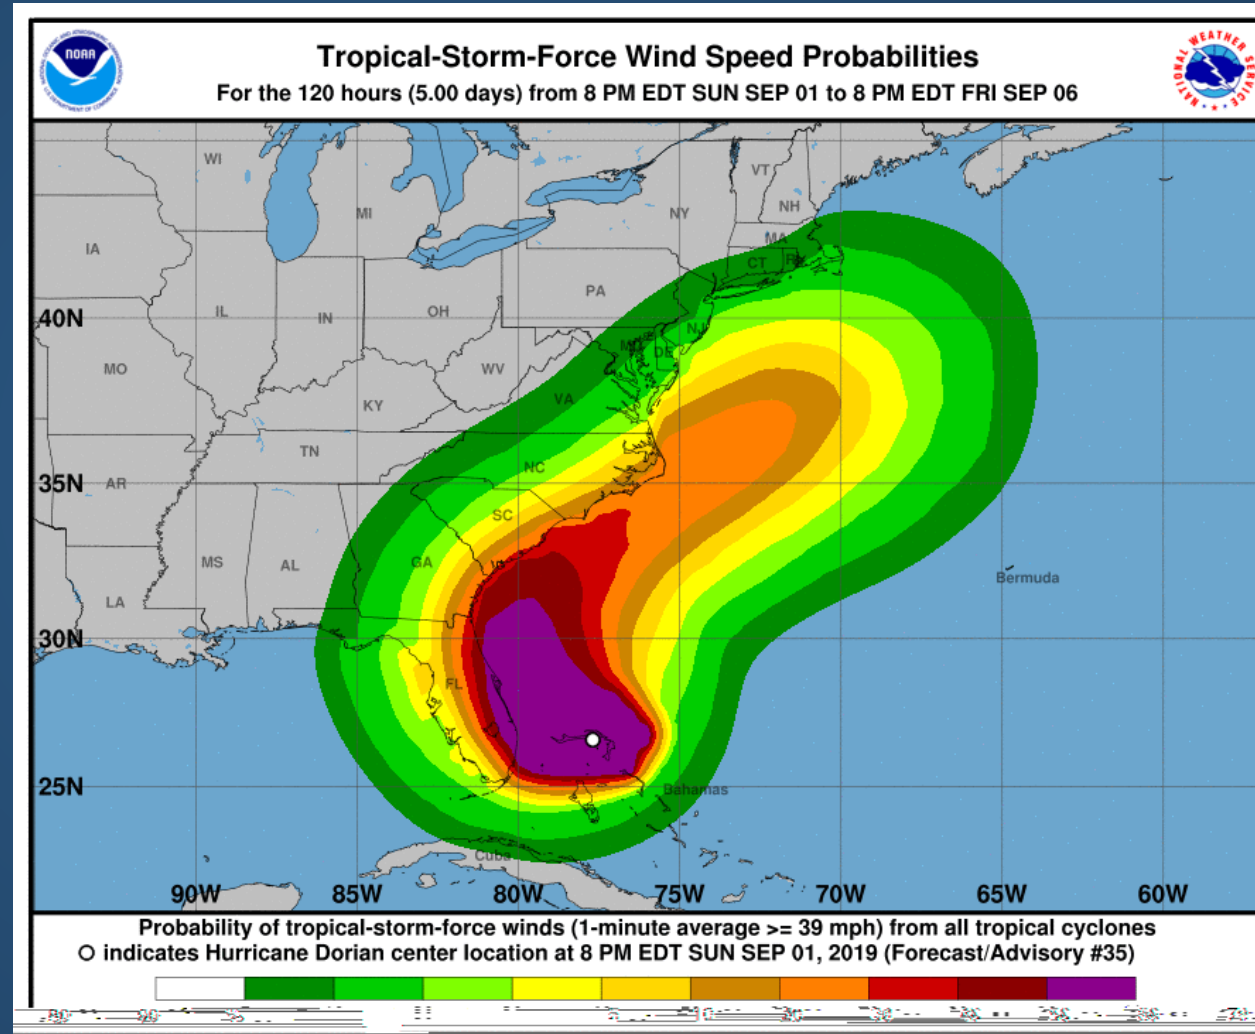 NOAA
NATIONAL WEATHER SERVICE
Tropical-Storm-Force Wind Speed Probabilities
For the 120 hours (5.00 days) from 8 PM EDT SUN SEP 01 to 8 PM EDT FRI SEP 06
WI
VT
NH
MI
NY
MA
IA
CT
PA
40N
IL
IN
OH
NJ
DE
MO
WV
VA
KY
TN
NC
35N
AR
SC
MS
AL
GA
Bermuda
LA
30N
FL
25N
Bahamas
Cuba
90W 85W 80W 75W 70W 65W 60W
Probability of tropical-storm-force winds (1-minute average >= 39 mph) from all tropical cyclones
indicates Hurricane Dorian center location at 8 PM EDT SUN SEP 01, 2019 (Forecast/Advisory #35)